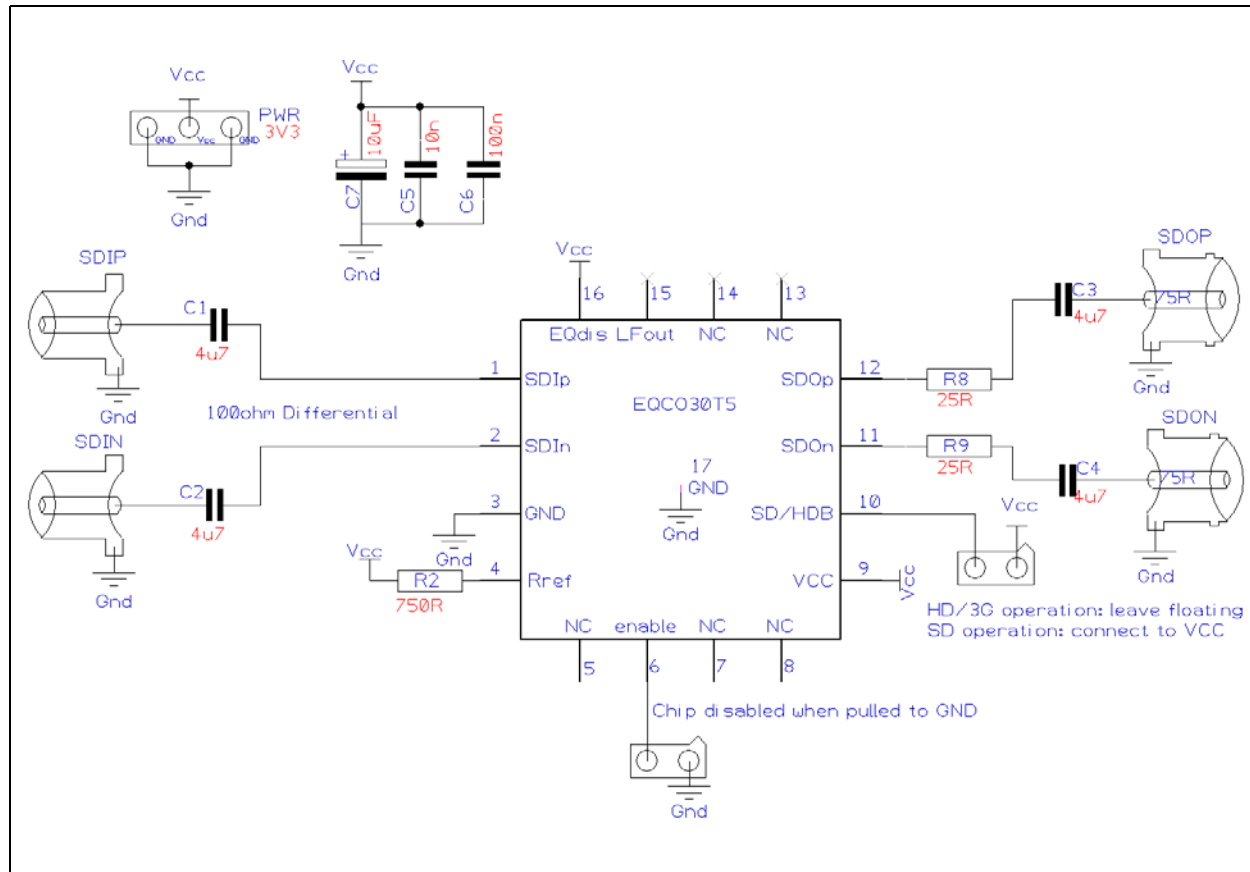 Vcc
PWR
3V3
GND
Vcc
GND
Gnd
Vcc
10uF
10n
100n
+
C7
C5
C6
Gnd
SDIP
C1
4u7
Gnd
100ohm Differential
SDIN
C2
4u7
Gnd
Vcc
16
15
14
13
EQdis
LFout
NC
NC
1
SDIp
SDOp
12
EQCO30T5
2
SDIn
SDOn
11
17
GND
Gnd
3
GND
Gnd
SD/HDB
10
Vcc
R2
750R
4
Rref
VCC
9
Vcc
NC
enable
NC
NC
5
6
7
8
Chip disabled when pulled to GND
Gnd
R8
25R
C3
4u7
SDOP
75R
Gnd
R9
25R
C4
4u7
SDON
75R
Gnd
Vcc
HD/3G operation: leave floating
SD operation: connect to VCC